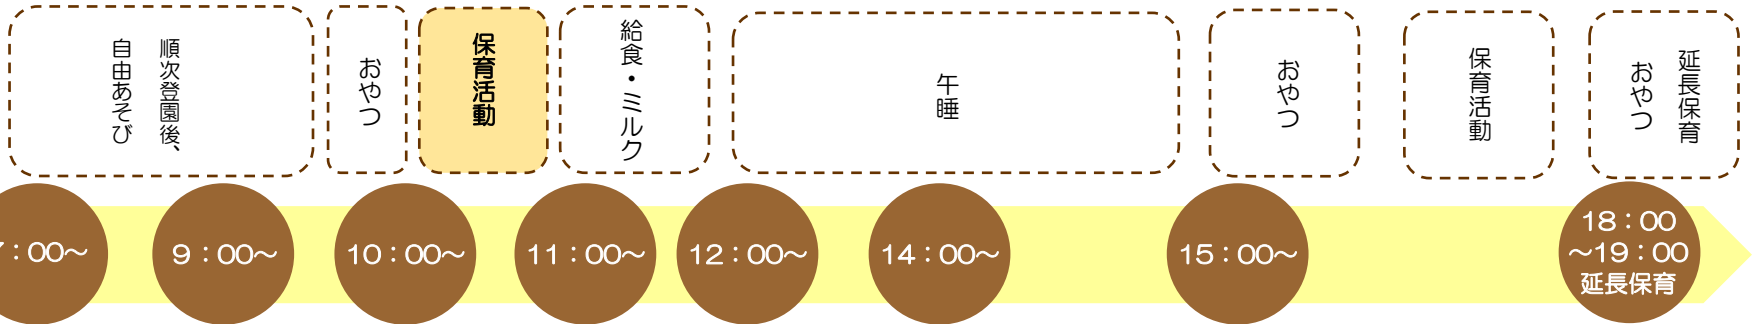 順次登園後、
自由あそび
おやつ
保育活動
給食・ミルク
午睡
おやつ
保育活動
延長保育
おやつ
:00～
9:00～
10:00～
11:00～
12:00～
14:00～
15:00～
18:00
～19:00
延長保育